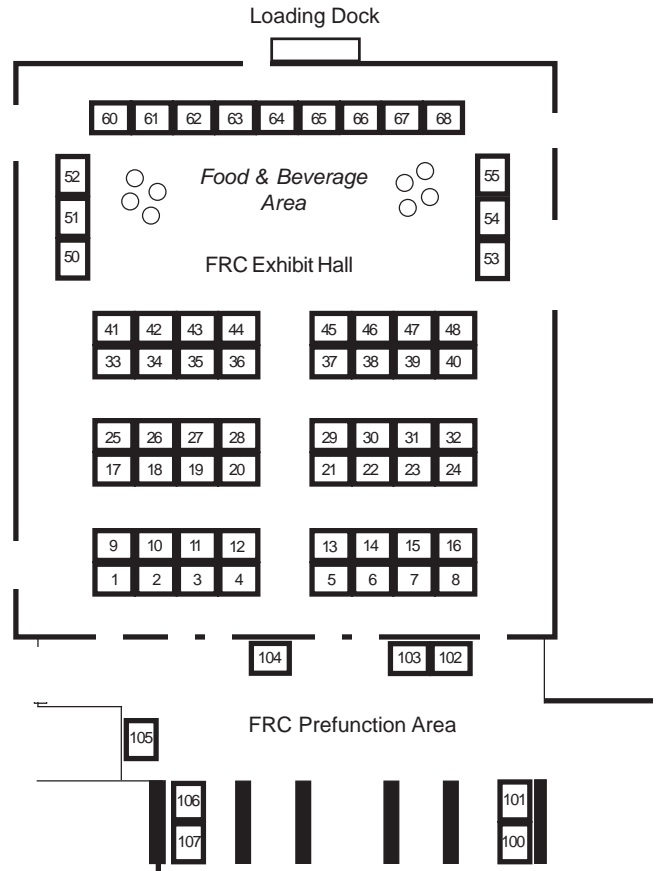 Loading Dock
60 61 62 63 64 65 66 67 68
52
51
50
Food & Beverage
Area
55
54
53
FRC Exhibit Hall
41 42 43 44
33 34 35 36
45 46 47 48
37 38 39 40
25 26 27 28
17 18 19 20
29 30 31 32
21 22 23 24
9 10 11 12
1 2 3 4
13 14 15 16
5 6 7 8
104
103 102
FRC Prefunction Area
105
106
107
101
100